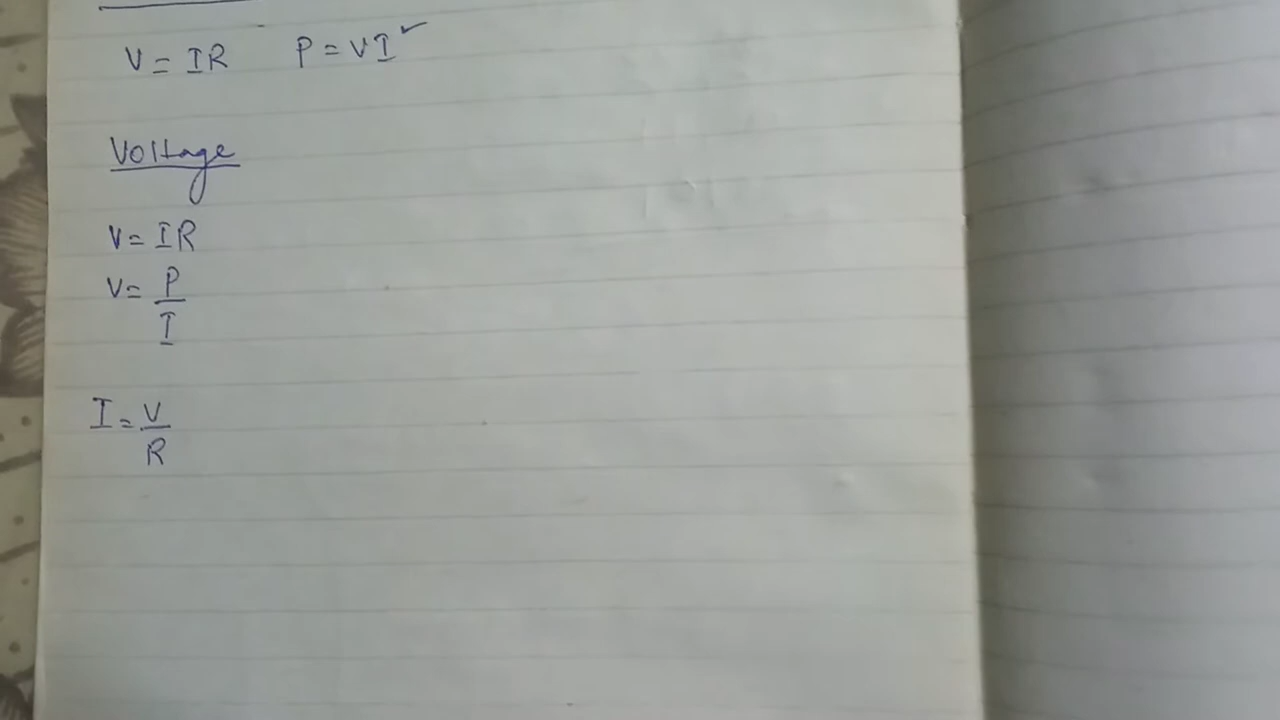 V = IR P = VI ✓
Voltage
V = IR
V = P/I
I = V/R